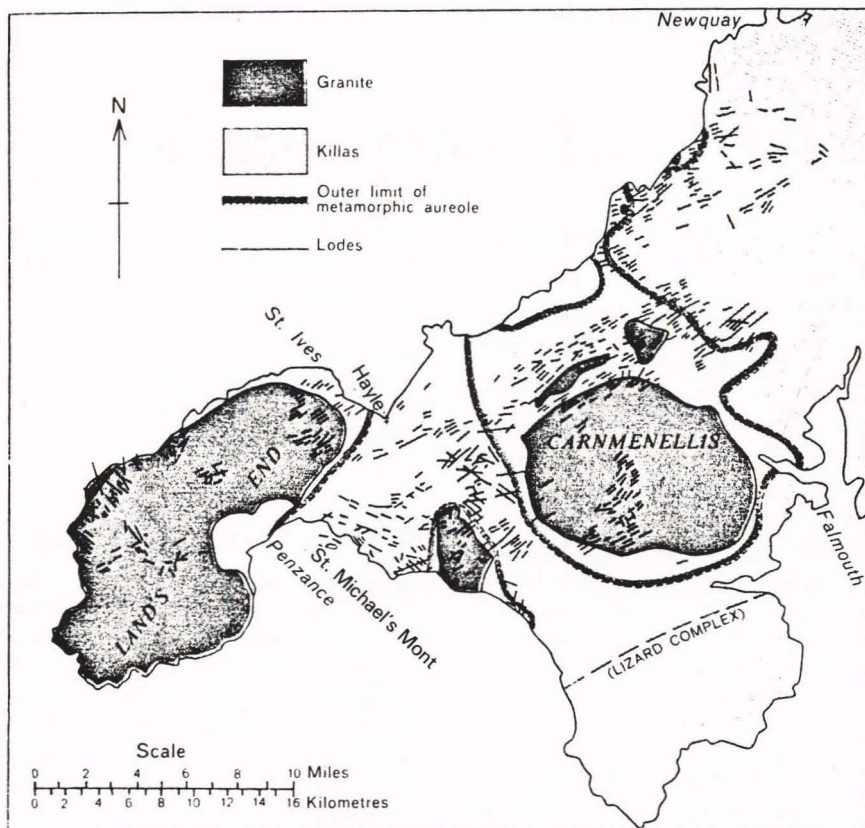 Newquay
N
Granite
Killas
Outer limit of
metamorphic aureole
Lodes
St. Ives
Hayle
CARNMENELLIS
LAND'S END
Penzance
St. Michael's Mont
Falmouth
(LIZARD COMPLEX)
Scale
0 2 4 6 8 10 Miles
0 2 4 6 8 10 12 14 16 Kilometres